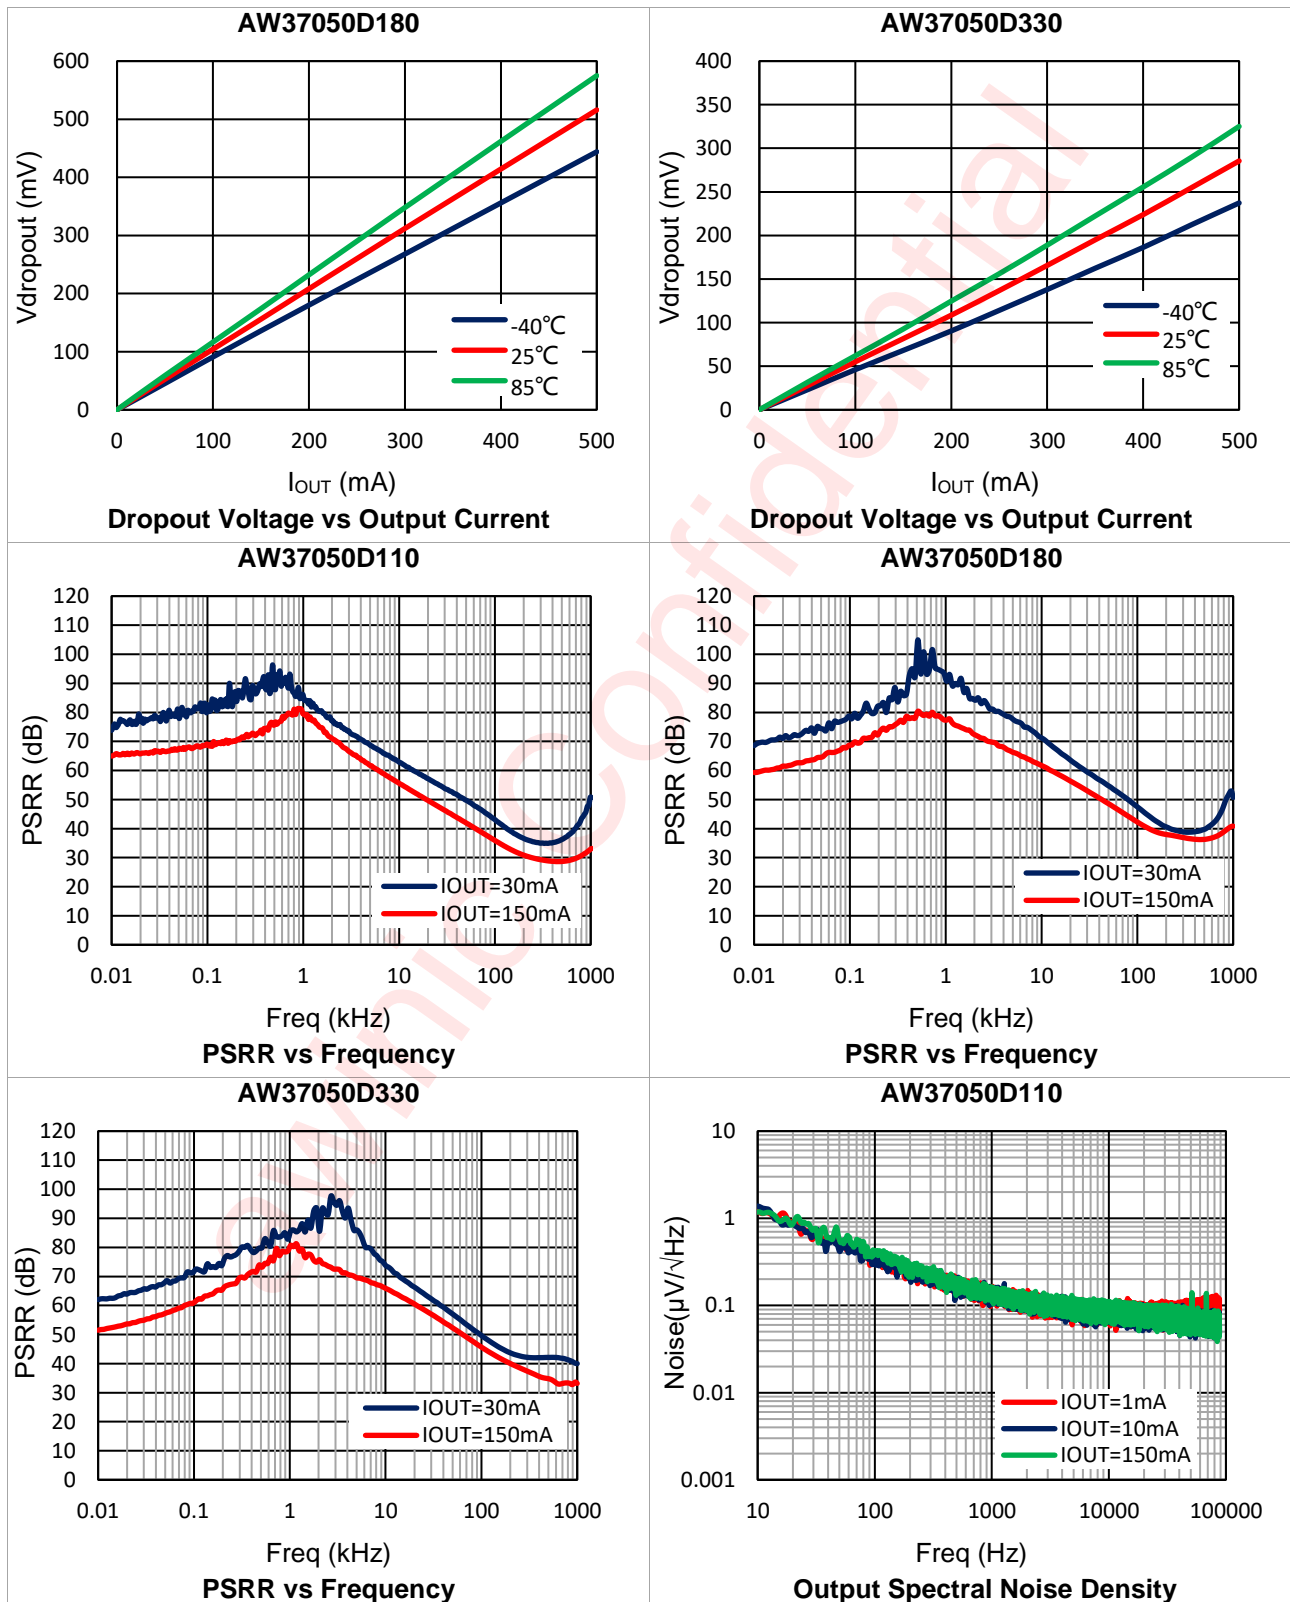 AW37050D180
600
500
400
300
200
100
0
Vdropout (mV)
-40℃
25℃
85℃
0 100 200 300 400 500
IOUT (mA)
Dropout Voltage vs Output Current
AW37050D330
400
350
300
250
200
150
100
50
0
Vdropout (mV)
-40℃
25℃
85℃
0 100 200 300 400 500
IOUT (mA)
Dropout Voltage vs Output Current
AW37050D110
120
110
100
90
80
70
60
50
40
30
20
10
0
PSRR (dB)
IOUT=30mA
IOUT=150mA
0.01 0.1 1 10 100 1000
Freq (kHz)
PSRR vs Frequency
AW37050D180
120
110
100
90
80
70
60
50
40
30
20
10
0
PSRR (dB)
IOUT=30mA
IOUT=150mA
0.01 0.1 1 10 100 1000
Freq (kHz)
PSRR vs Frequency
AW37050D330
120
110
100
90
80
70
60
50
40
30
20
10
0
PSRR (dB)
IOUT=30mA
IOUT=150mA
0.01 0.1 1 10 100 1000
Freq (kHz)
PSRR vs Frequency
AW37050D110
10
1
0.1
0.01
0.001
Noise(µV/√Hz)
IOUT=1mA
IOUT=10mA
IOUT=150mA
10 100 1000 10000 100000
Freq (Hz)
Output Spectral Noise Density
awinic Confidential